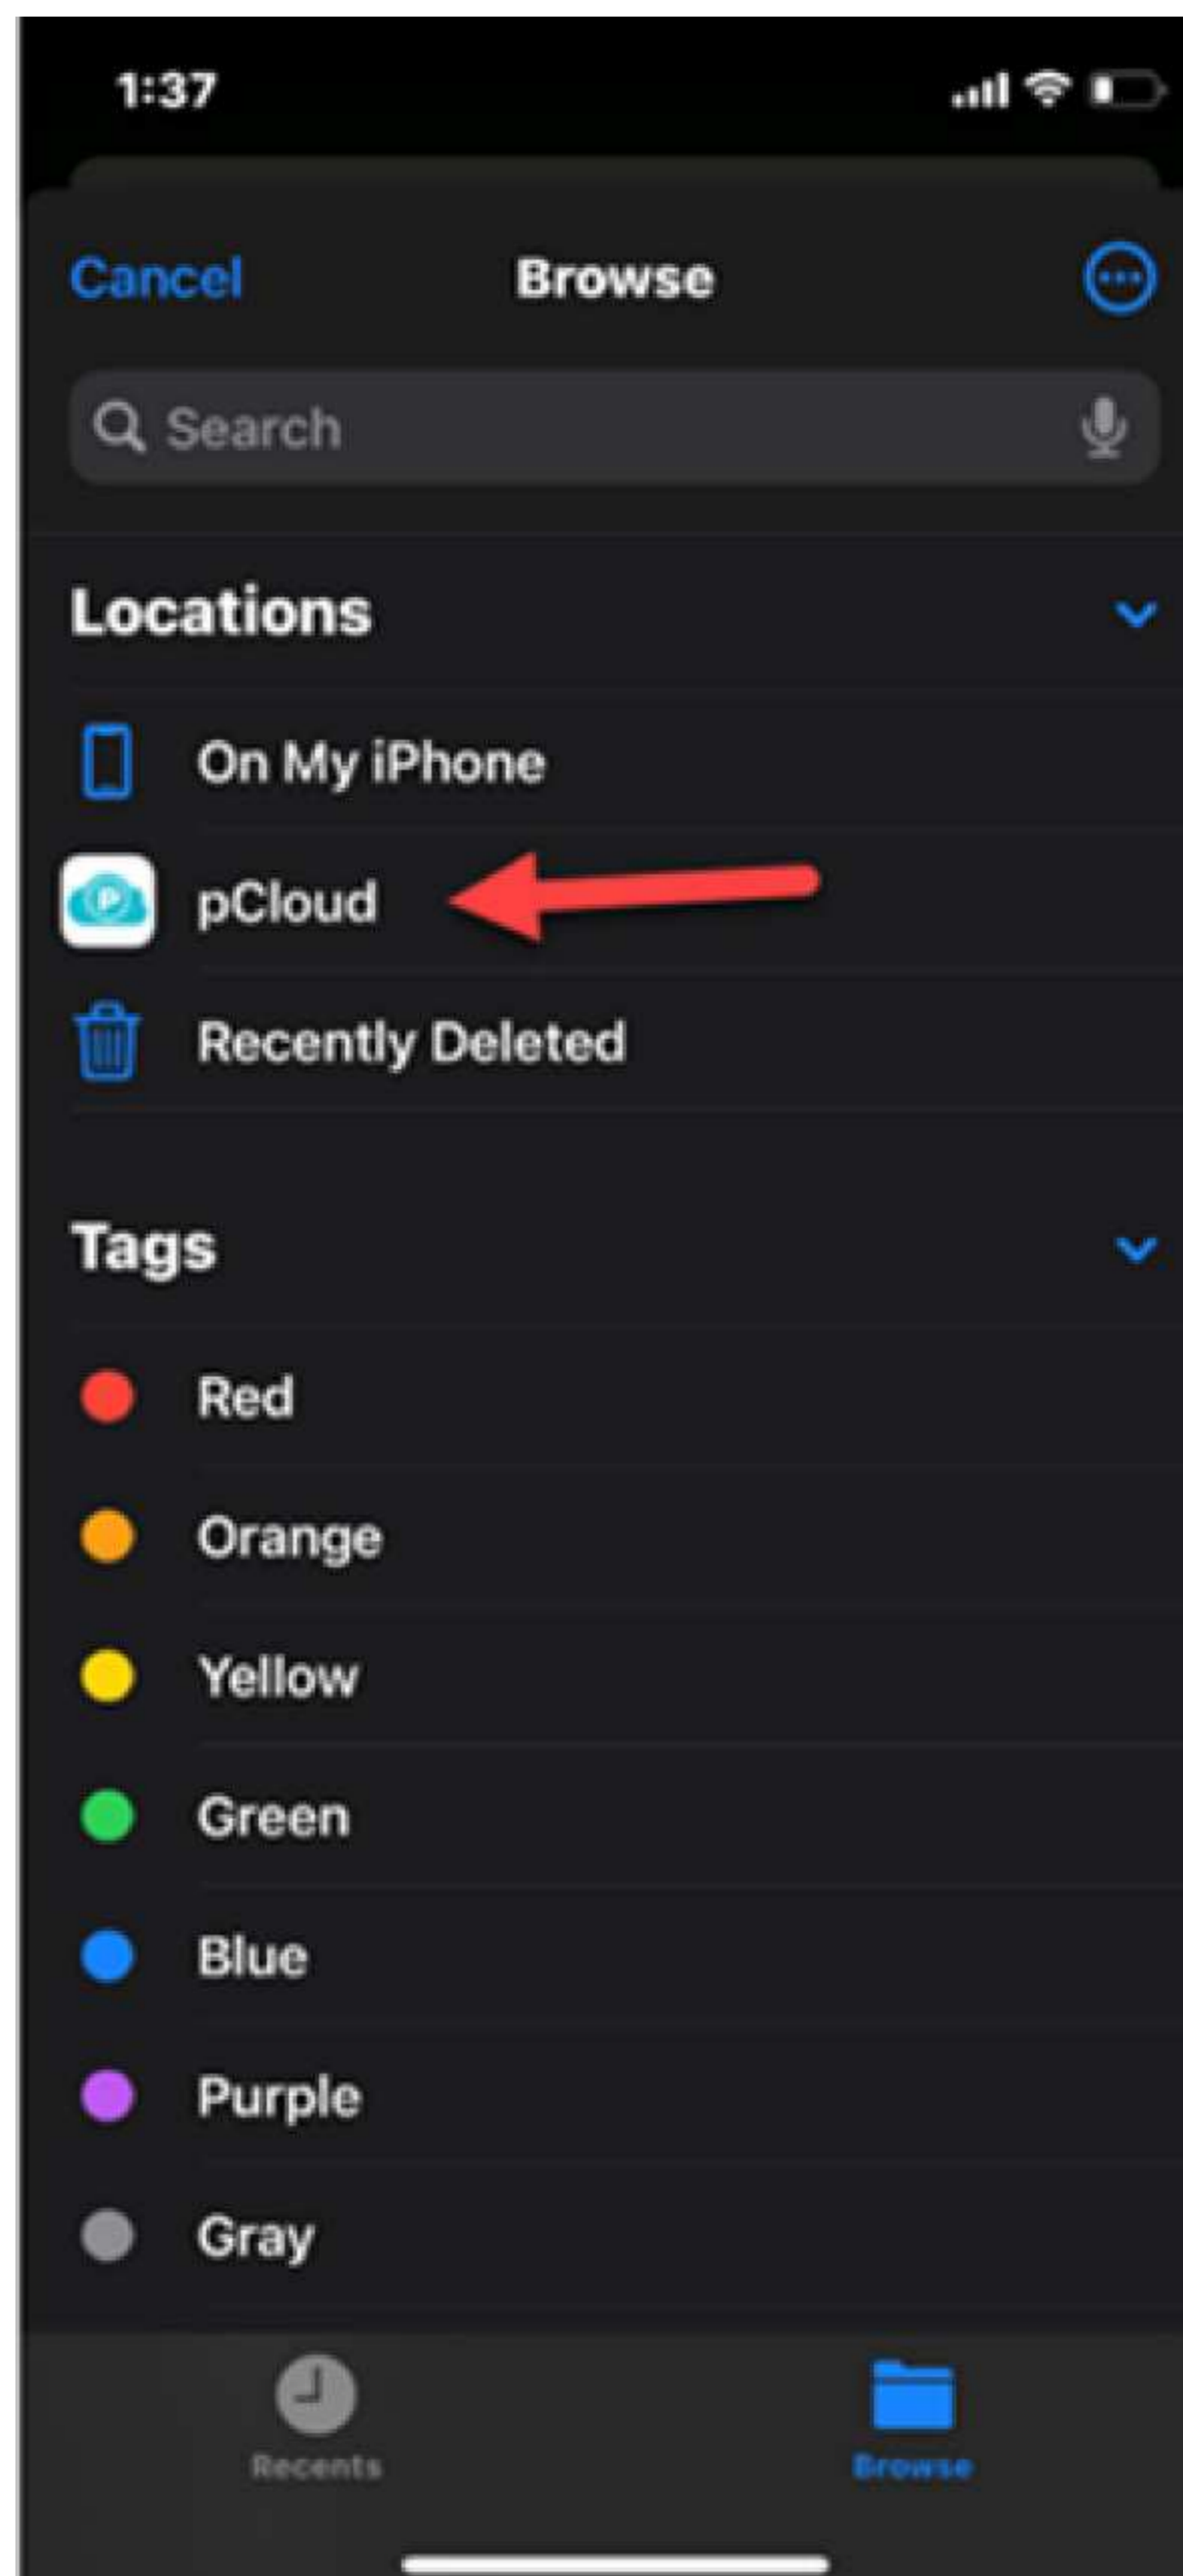 1:37
Cancel Browse
Search
Locations
On My iPhone
P pCloud
Recently Deleted
Tags
Red
Orange
Yellow
Green
Blue
Purple
Gray
Recents Browse